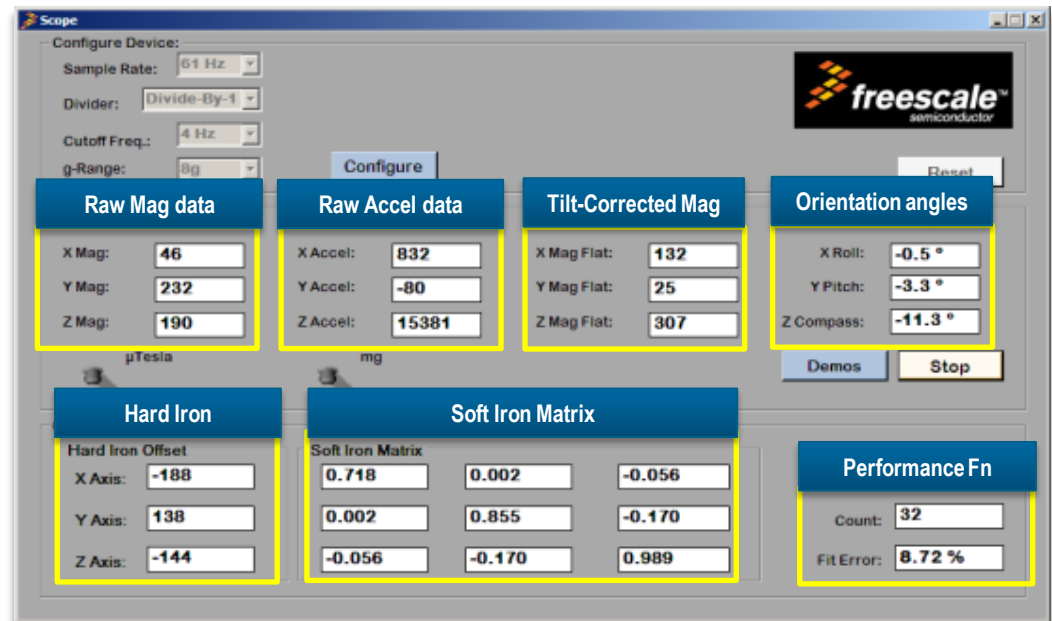 Scope
Configure Device:
Sample Rate: 61 Hz
Divider: Divide-By-1
Cutoff Freq.: 4 Hz
g-Range: 8g
Configure
freescale™
semiconductor
Reset
Raw Mag data
Raw Accel data
Tilt-Corrected Mag
Orientation angles
X Mag: 46
X Accel: 832
X Mag Flat: 132
X Roll: -0.5 °
Y Mag: 232
Y Accel: -80
Y Mag Flat: 25
Y Pitch: -3.3 °
Z Mag: 190
Z Accel: 15381
Z Mag Flat: 307
Z Compass: -11.3 °
µTesla
mg
Demos
Stop
Hard Iron
Soft Iron Matrix
Hard Iron Offset
Soft Iron Matrix
Performance Fn
X Axis: -188
0.718 0.002 -0.056
Y Axis: 138
0.002 0.855 -0.170
Count: 32
Z Axis: -144
-0.056 -0.170 0.989
Fit Error: 8.72 %